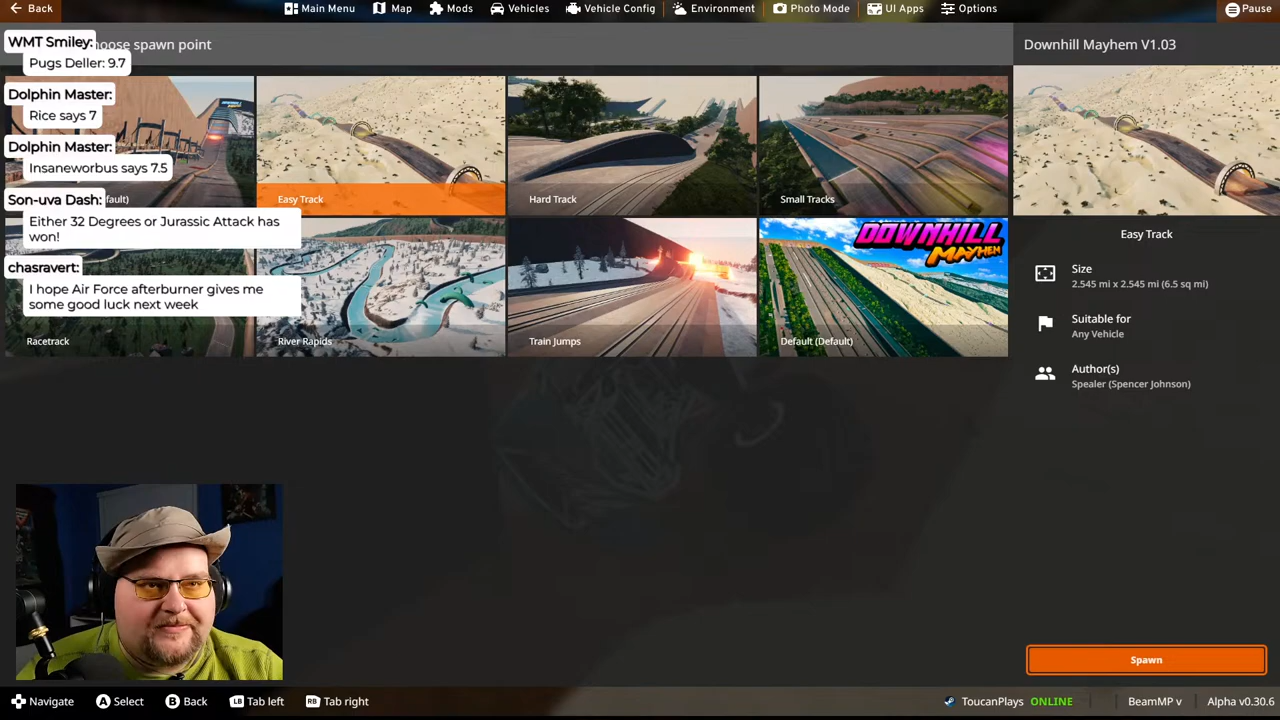 Back
Main Menu
Map
Mods
Vehicles
Vehicle Config
Environment
Photo Mode
UI Apps
Options
Pause
WMT Smiley:
hoose spawn point
Pugs Deller: 9.7
Dolphin Master:
Rice says 7
Dolphin Master:
Insaneworbus says 7.5
Son-uva Dash:
Either 32 Degrees or Jurassic Attack has
won!
chasravert:
I hope Air Force afterburner gives me
some good luck next week
fault)
Easy Track
Hard Track
Small Tracks
Racetrack
River Rapids
Train Jumps
DOWNHILL
MAYHEM
Default (Default)
Downhill Mayhem V1.03
Easy Track
Size
2.545 mi x 2.545 mi (6.5 sq mi)
Suitable for
Any Vehicle
Author(s)
Spealer (Spencer Johnson)
Spawn
Navigate
A Select
B Back
LB Tab left
RB Tab right
ToucanPlays ONLINE
BeamMP v
Alpha v0.30.6